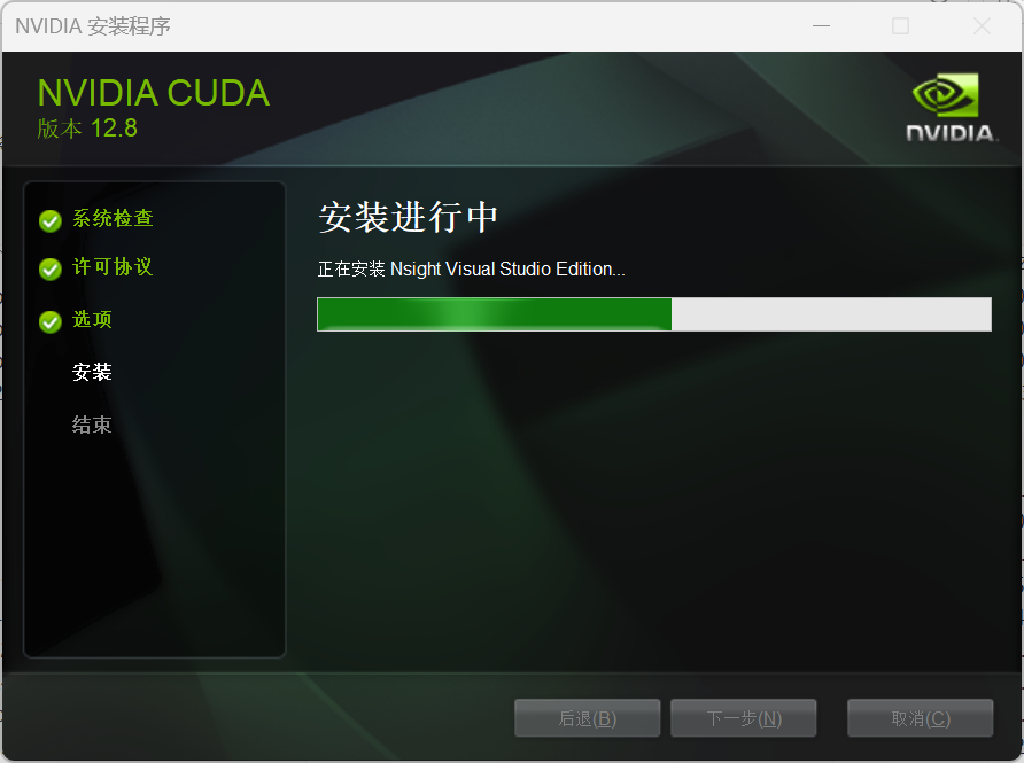 NVIDIA 安装程序
NVIDIA CUDA
版本 12.8
NVIDIA.
系统检查
许可协议
选项
安装
结束
安装进行中
正在安装 Nsight Visual Studio Edition...
后退(B)
下一步(N)
取消(C)